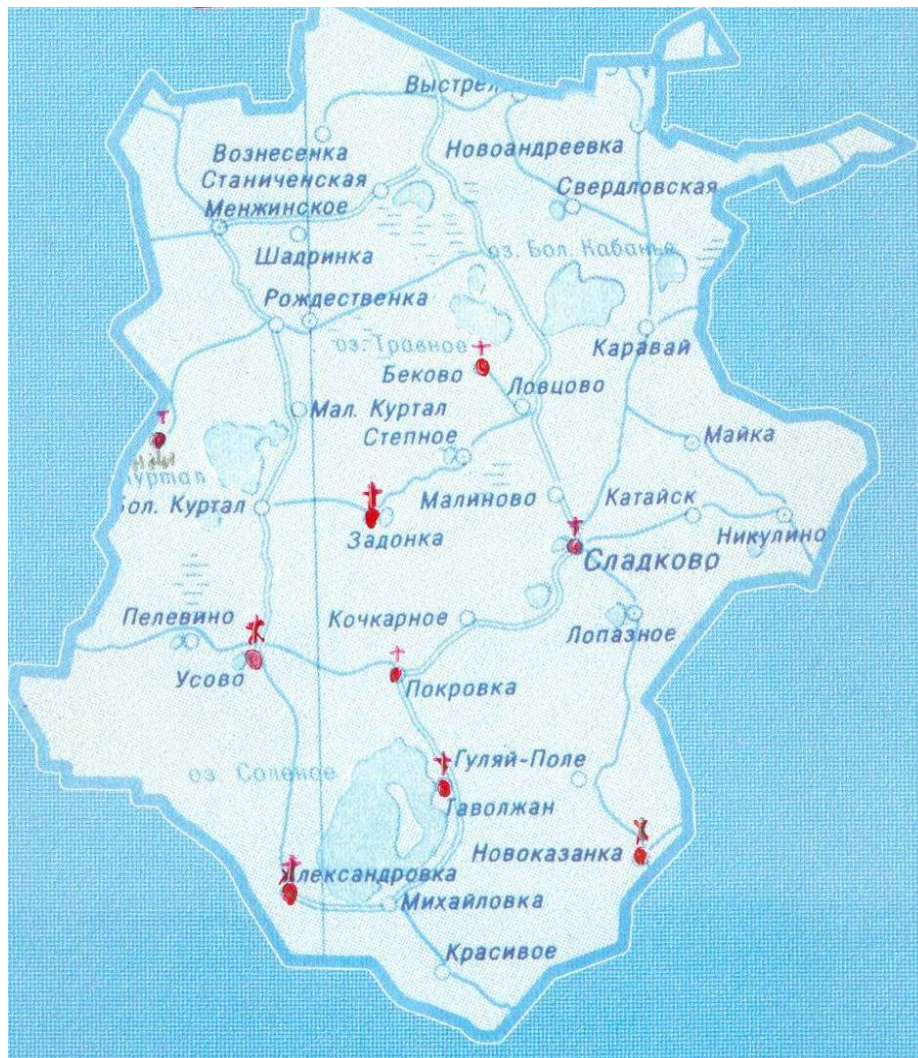 Выстрел
Вознесенка
Новоандреевка
Станиченская
Свердловская
Менжинское
Шадринка
оз. Бол. Кабанье
Рождественка
оз. Травное
Каравай
Беково
Ловцово
Мал. Куртал
Степное
Майка
Куртал
Бол. Куртал
Малиново
Катайск
Задонка
Никулино
Сладково
Пелевино
Кочкарное
Лопазное
Усово
Покровка
оз. Соленое
Гуляй-Поле
Таволжан
Новоказанка
Александровка
Михайловка
Красивое